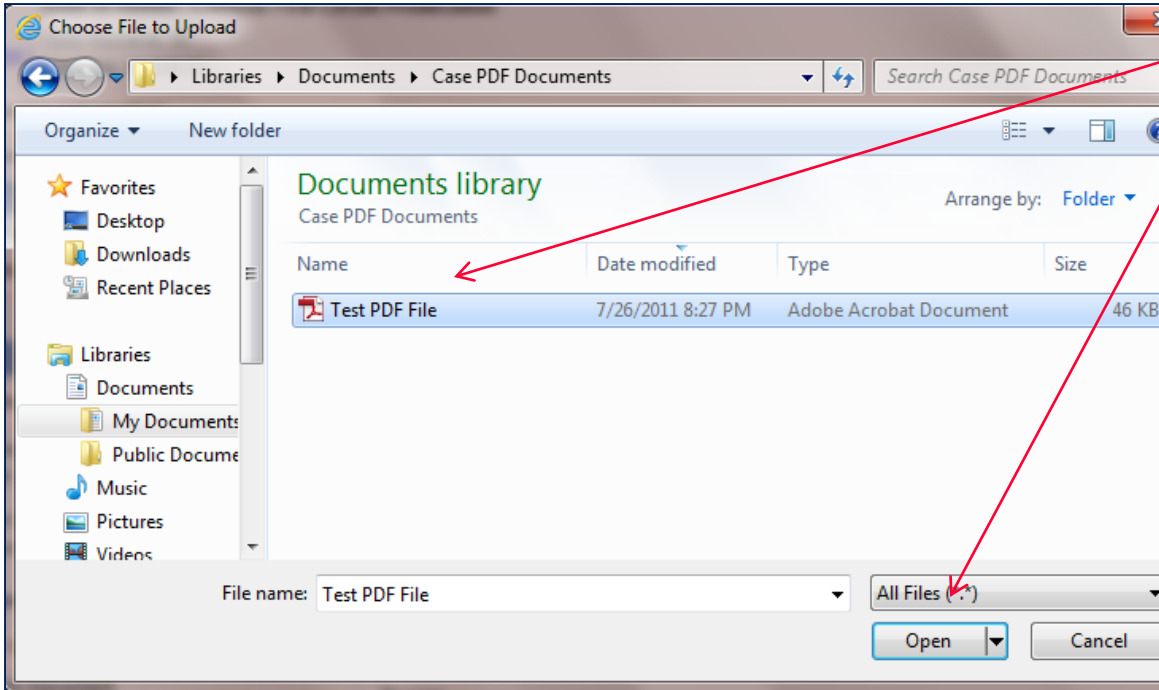 Choose File to Upload
Libraries Documents Case PDF Documents Search Case PDF Documents
Organize New folder
Favorites
Desktop
Downloads
Recent Places
Libraries
Documents
My Documents
Public Docume
Music
Pictures
Videos
Documents library
Case PDF Documents
Arrange by: Folder
Name Date modified Type Size
Test PDF File 7/26/2011 8:27 PM Adobe Acrobat Document 46 KB
File name: Test PDF File All Files (*.*)
Open Cancel